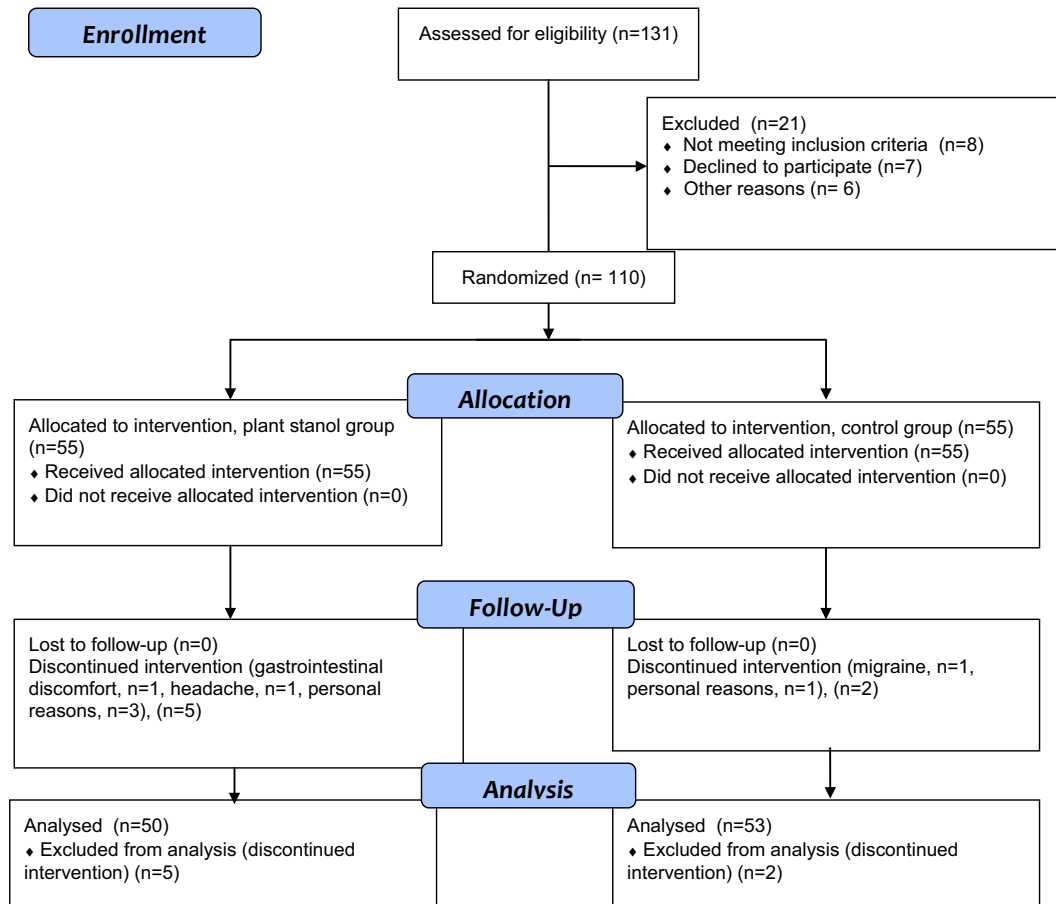 Enrollment
Assessed for eligibility (n=131)
Excluded (n=21)
♦ Not meeting inclusion criteria (n=8)
♦ Declined to participate (n=7)
♦ Other reasons (n= 6)
Randomized (n= 110)
Allocation
Allocated to intervention, plant stanol group
(n=55)
♦ Received allocated intervention (n=55)
♦ Did not receive allocated intervention (n=0)
Allocated to intervention, control group (n=55)
♦ Received allocated intervention (n=55)
♦ Did not receive allocated intervention (n=0)
Follow-Up
Lost to follow-up (n=0)
Discontinued intervention (gastrointestinal
discomfort, n=1, headache, n=1, personal
reasons, n=3), (n=5)
Lost to follow-up (n=0)
Discontinued intervention (migraine, n=1,
personal reasons, n=1), (n=2)
Analysis
Analysed (n=50)
♦ Excluded from analysis (discontinued
intervention) (n=5)
Analysed (n=53)
♦ Excluded from analysis (discontinued
intervention) (n=2)